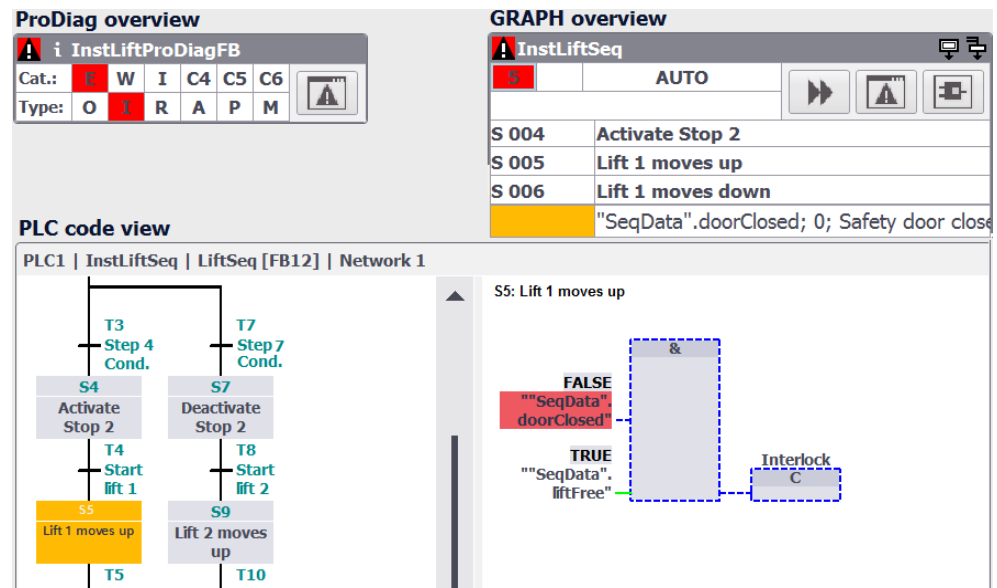 ProDiag overview
GRAPH overview
i InstLiftProDiagFB
Cat.: E W I C4 C5 C6
Type: O I R A P M
InstLiftSeq
5 AUTO
S 004 Activate Stop 2
S 005 Lift 1 moves up
S 006 Lift 1 moves down
"SeqData".doorClosed; 0; Safety door close
PLC code view
PLC1 | InstLiftSeq | LiftSeq [FB12] | Network 1
T3
Step 4
Cond.
T7
Step 7
Cond.
S4
Activate
Stop 2
S7
Deactivate
Stop 2
T4
Start
lift 1
T8
Start
lift 2
S5
Lift 1 moves up
S9
Lift 2 moves
up
T5
T10
S5: Lift 1 moves up
&
FALSE
""SeqData".
doorClosed"
TRUE
""SeqData".
liftFree"
Interlock
C